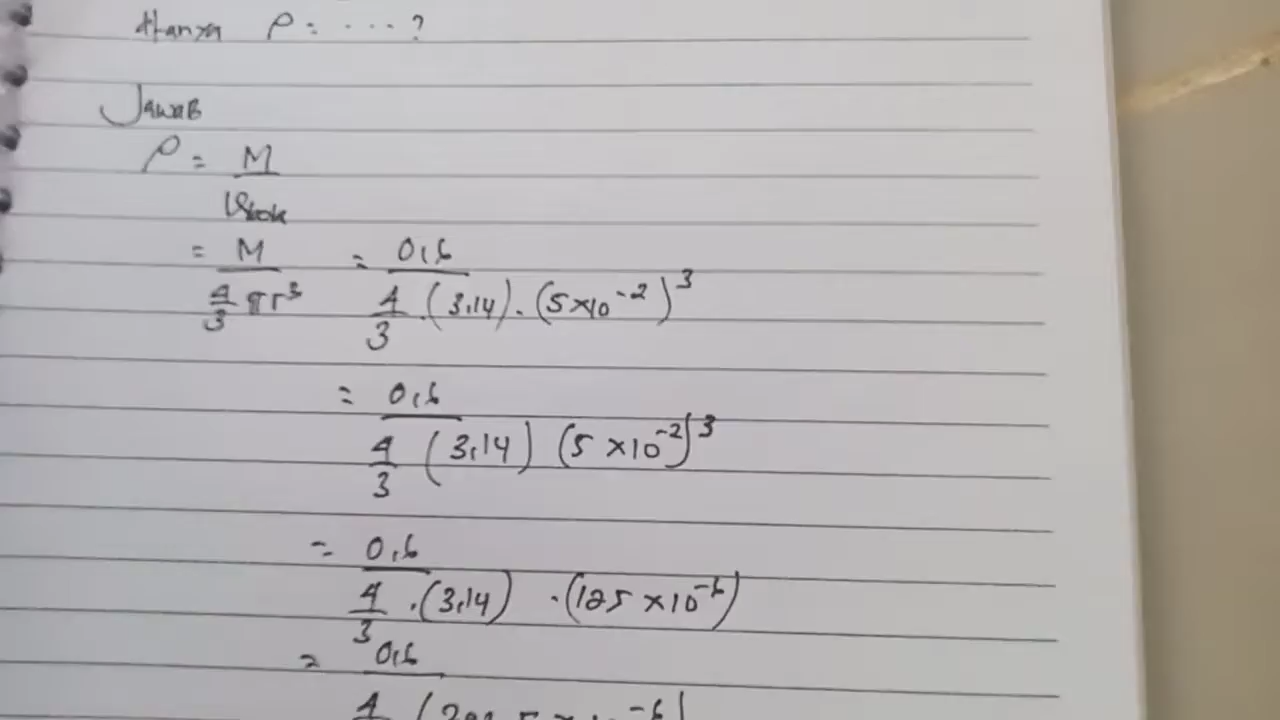 ditanya ρ = .... ?
Jawab
ρ = M
= M = 0,6
4/3 πr³ 4/3 . (3,14) . (5×10⁻²)³
= 0,6
4/3 (3,14) (5 ×10⁻²)³
= 0,6
4/3 . (3,14) . (125 ×10⁻⁶)
= 0,6
4